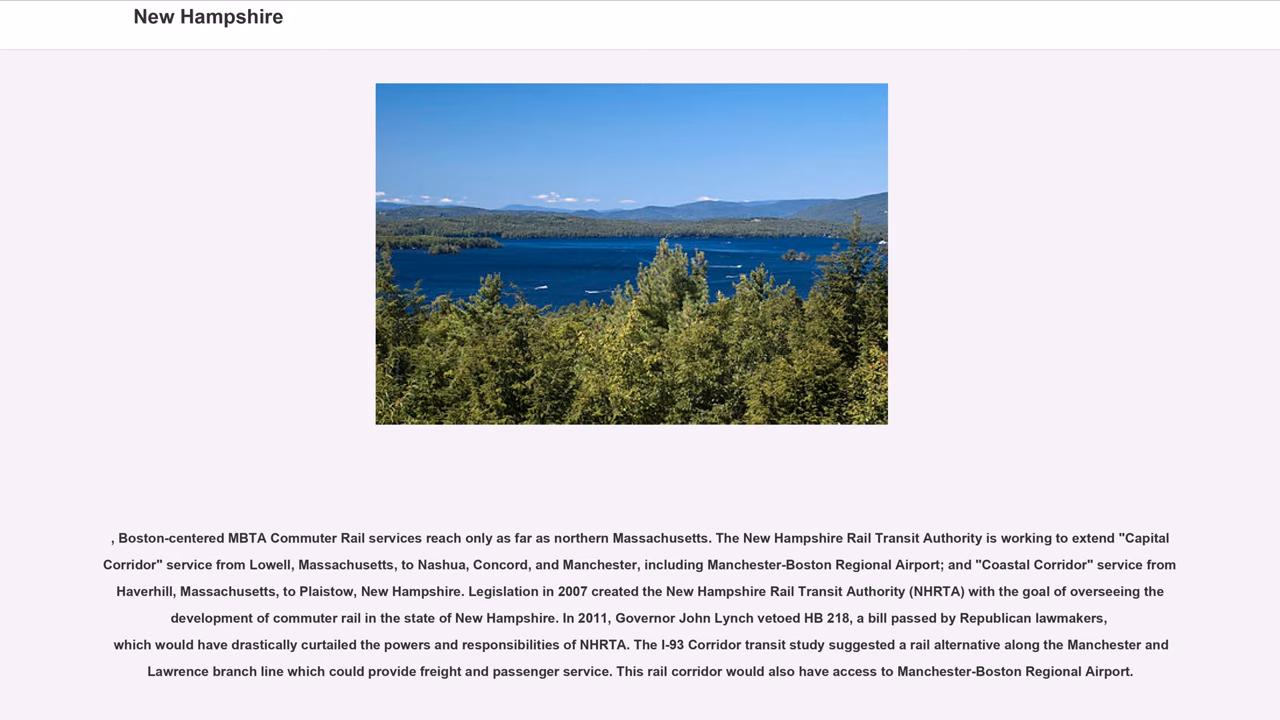 New Hampshire
, Boston-centered MBTA Commuter Rail services reach only as far as northern Massachusetts. The New Hampshire Rail Transit Authority is working to extend "Capital
Corridor" service from Lowell, Massachusetts, to Nashua, Concord, and Manchester, including Manchester-Boston Regional Airport; and "Coastal Corridor" service from
Haverhill, Massachusetts, to Plaistow, New Hampshire. Legislation in 2007 created the New Hampshire Rail Transit Authority (NHRTA) with the goal of overseeing the
development of commuter rail in the state of New Hampshire. In 2011, Governor John Lynch vetoed HB 218, a bill passed by Republican lawmakers,
which would have drastically curtailed the powers and responsibilities of NHRTA. The I-93 Corridor transit study suggested a rail alternative along the Manchester and
Lawrence branch line which could provide freight and passenger service. This rail corridor would also have access to Manchester-Boston Regional Airport.